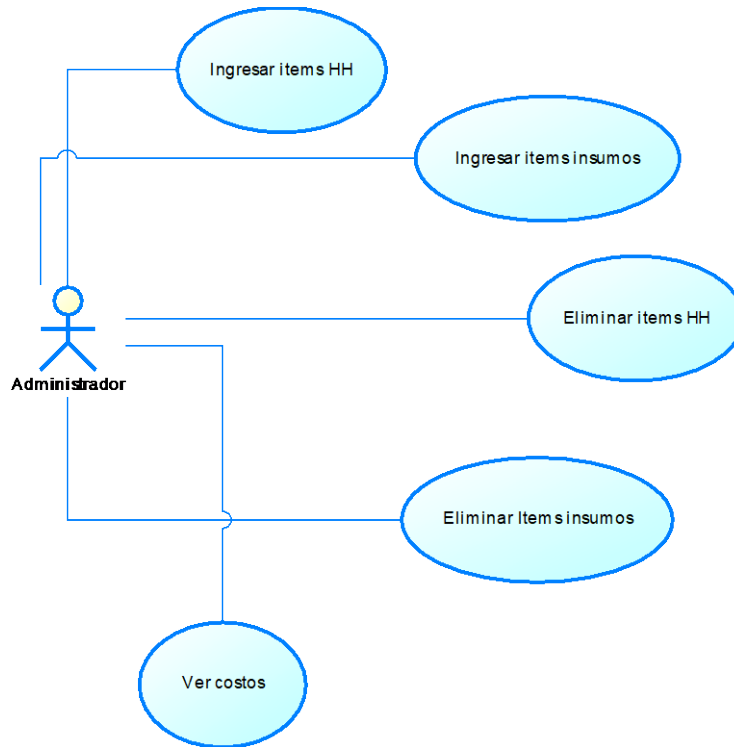 Ingresar items HH
Ingresar items insumos
Eliminar items HH
Administrador
Eliminar Items insumos
Ver costos